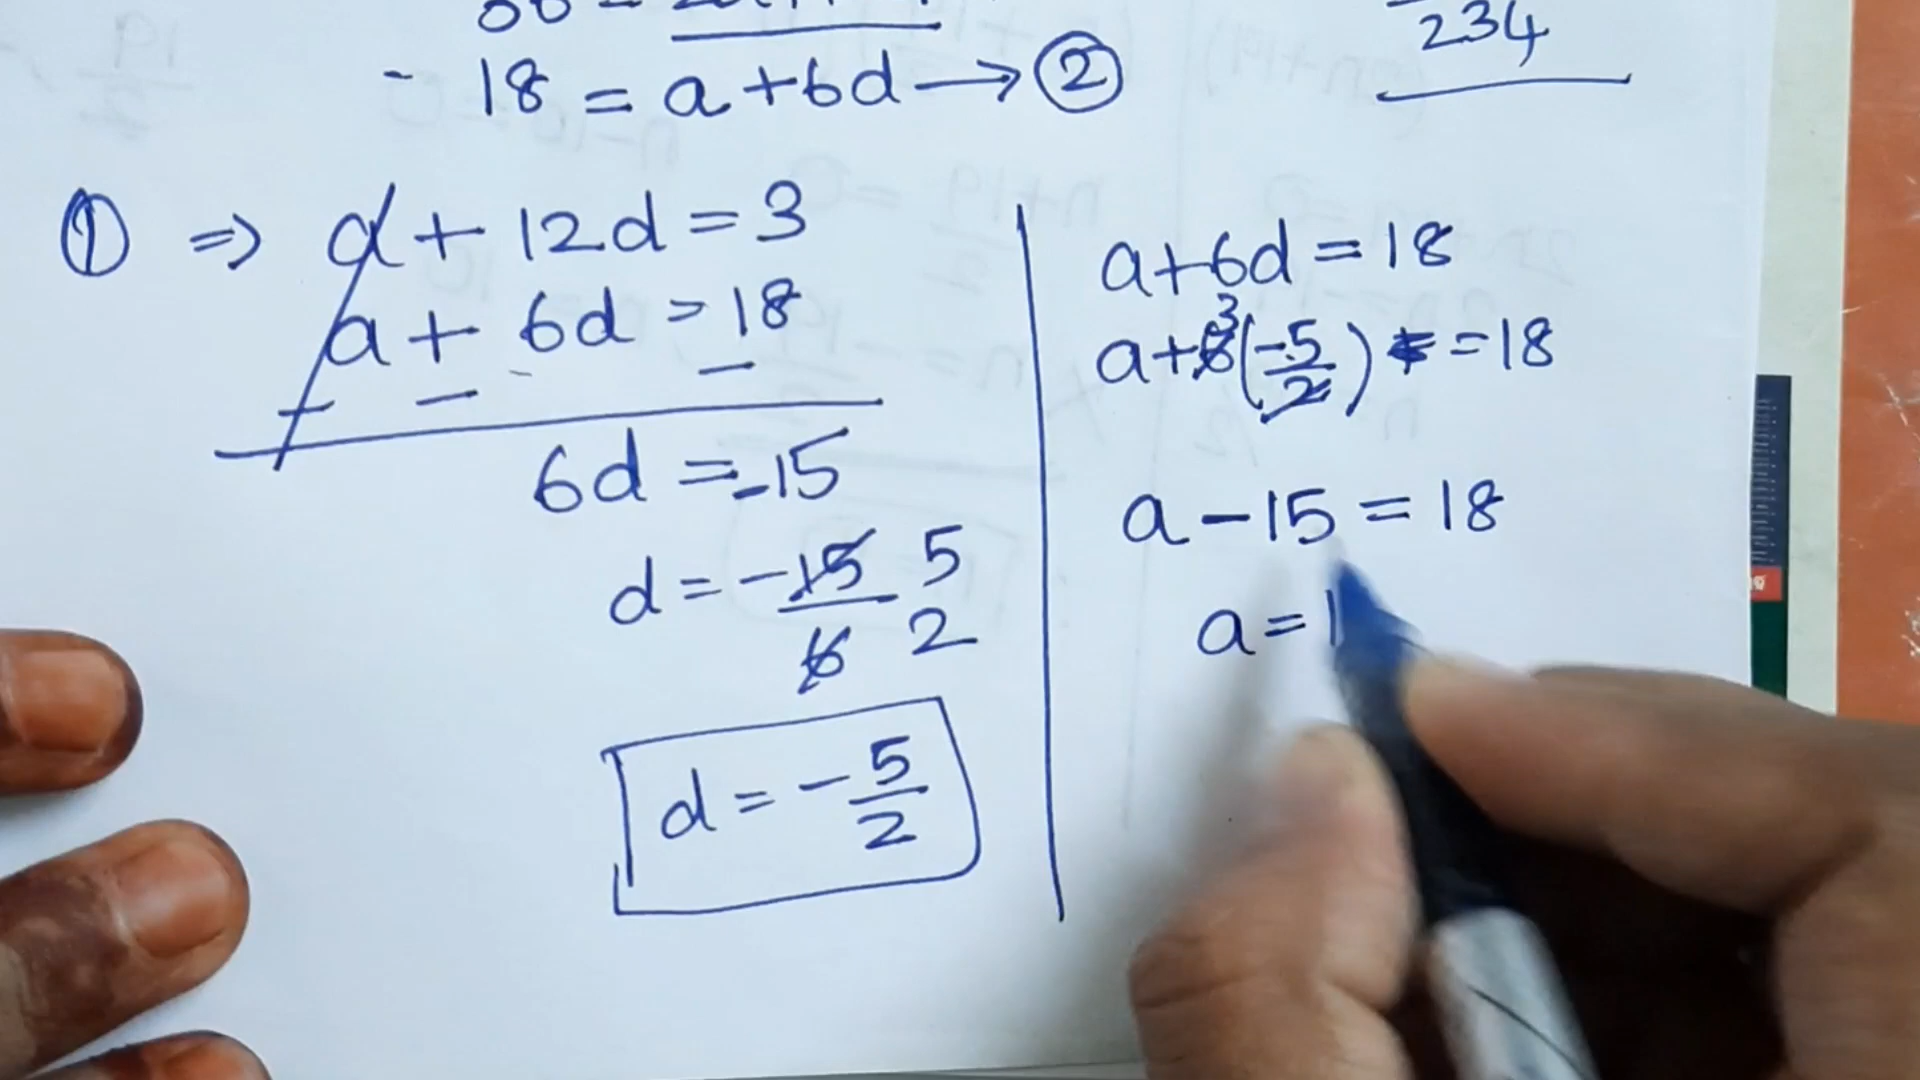 234
18 = a + 6d → ②
① ⇒ a + 12d = 3
a + 6d = 18
− − −
6d = -15
d = -15/6 5/2
d = -5/2
a + 6d = 18
a + 6 3 (-5/2) = 18
a - 15 = 18
a = 1